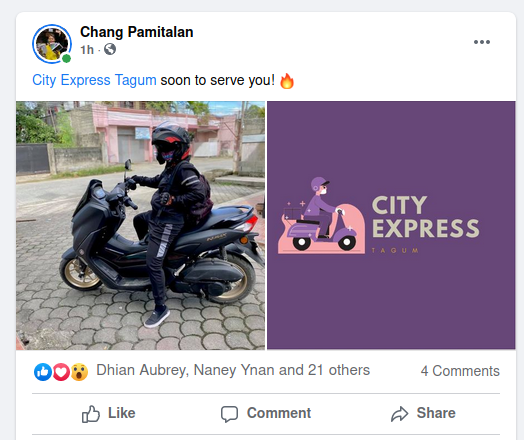 Chang Pamitalan
1h ·
City Express Tagum soon to serve you! 🔥
CITY
EXPRESS
TAGUM
Dhian Aubrey, Naney Ynan and 21 others
4 Comments
Like
Comment
Share